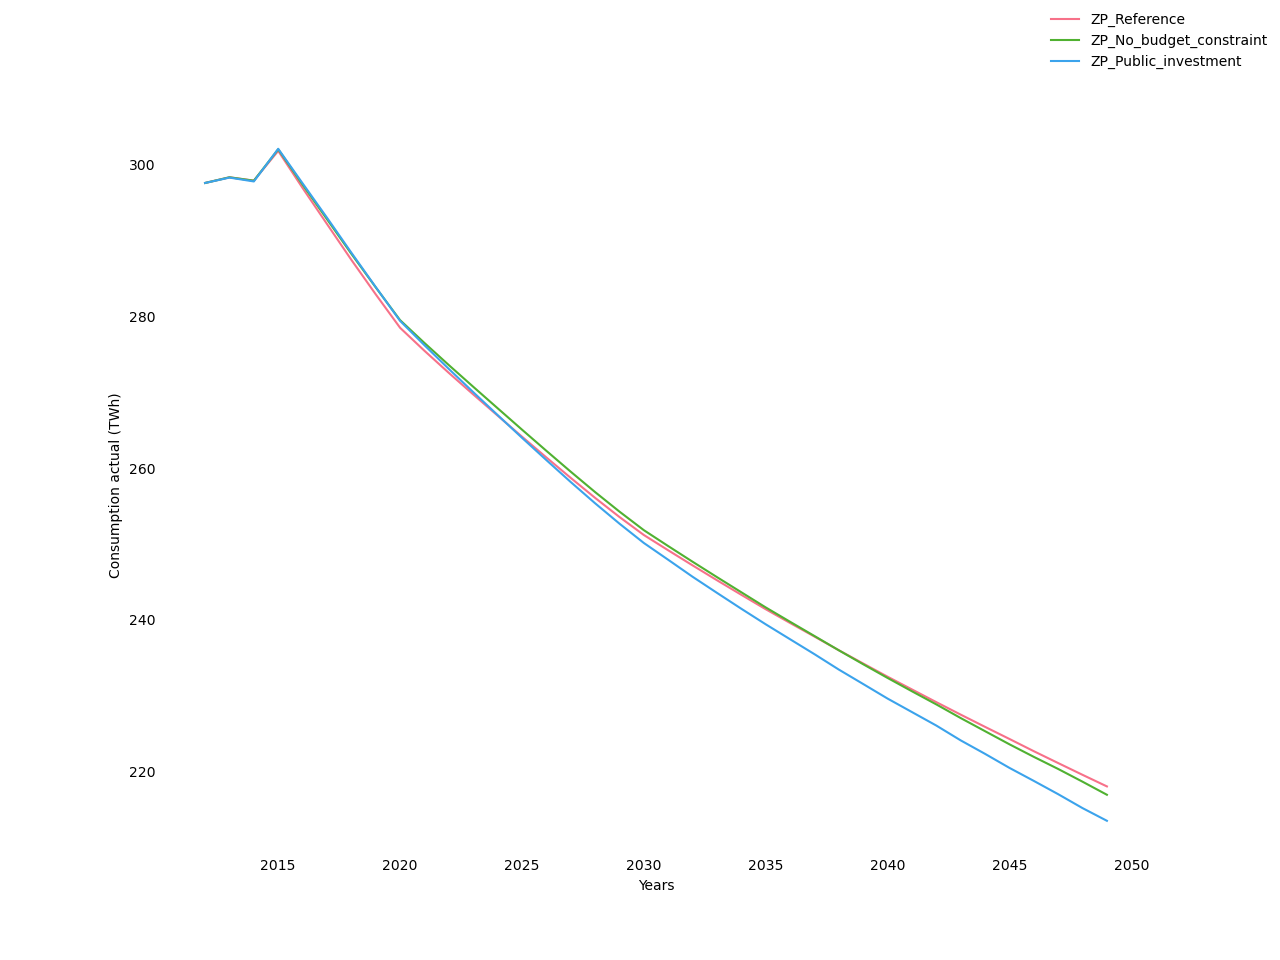 ZP_Reference
ZP_No_budget_constraint
ZP_Public_investment
300
280
260
240
220
Consumption actual (TWh)
2015 2020 2025 2030 2035 2040 2045 2050
Years